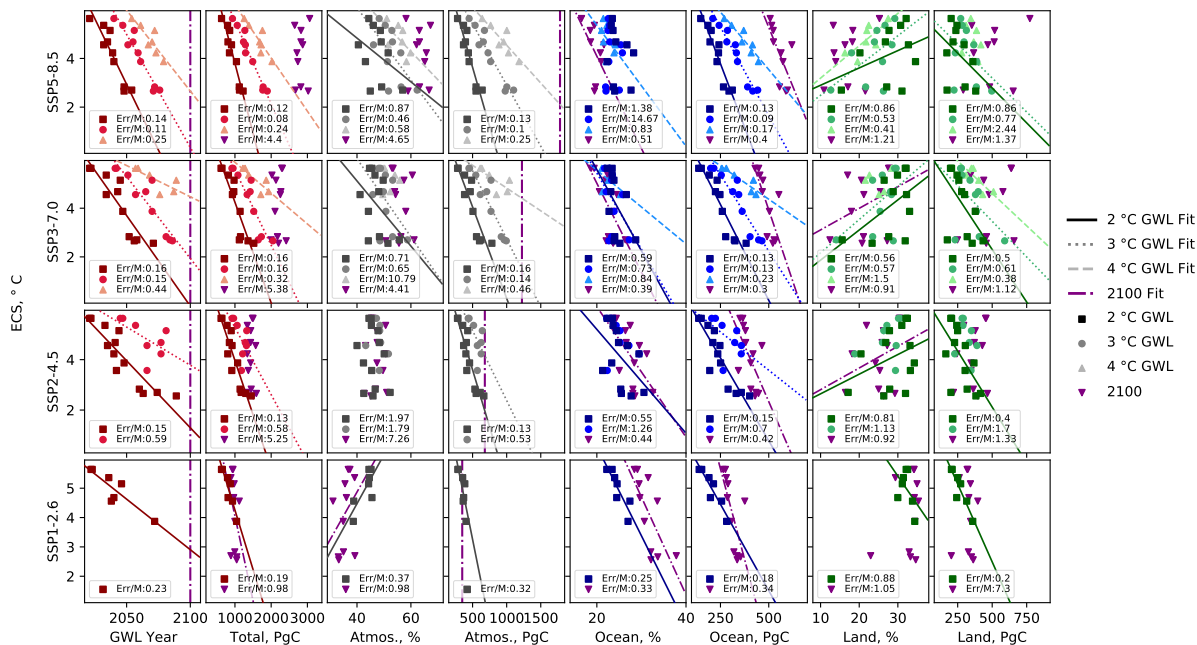 ECS, ° C
SSP5-8.5
4
2
Err/M:0.14
Err/M:0.11
Err/M:0.25
Err/M:0.12
Err/M:0.08
Err/M:0.24
Err/M:4.4
Err/M:0.87
Err/M:0.46
Err/M:0.58
Err/M:4.65
Err/M:0.13
Err/M:0.1
Err/M:0.25
Err/M:1.38
Err/M:14.67
Err/M:0.83
Err/M:0.51
Err/M:0.13
Err/M:0.09
Err/M:0.17
Err/M:0.4
Err/M:0.86
Err/M:0.53
Err/M:0.41
Err/M:1.21
Err/M:0.86
Err/M:0.77
Err/M:2.44
Err/M:1.37
SSP3-7.0
4
2
Err/M:0.16
Err/M:0.15
Err/M:0.44
Err/M:0.16
Err/M:0.16
Err/M:0.32
Err/M:5.38
Err/M:0.71
Err/M:0.65
Err/M:10.79
Err/M:4.41
Err/M:0.16
Err/M:0.14
Err/M:0.46
Err/M:0.59
Err/M:0.73
Err/M:0.84
Err/M:0.39
Err/M:0.13
Err/M:0.13
Err/M:0.23
Err/M:0.3
Err/M:0.56
Err/M:0.57
Err/M:1.5
Err/M:0.91
Err/M:0.5
Err/M:0.61
Err/M:0.38
Err/M:1.12
SSP2-4.5
4
2
Err/M:0.15
Err/M:0.59
Err/M:0.13
Err/M:0.58
Err/M:5.25
Err/M:1.97
Err/M:1.79
Err/M:7.26
Err/M:0.13
Err/M:0.53
Err/M:0.55
Err/M:1.26
Err/M:0.44
Err/M:0.15
Err/M:0.7
Err/M:0.42
Err/M:0.81
Err/M:1.13
Err/M:0.92
Err/M:0.4
Err/M:1.7
Err/M:1.33
SSP1-2.6
5
4
3
2
Err/M:0.23
Err/M:0.19
Err/M:0.98
Err/M:0.37
Err/M:0.98
Err/M:0.32
Err/M:0.25
Err/M:0.33
Err/M:0.18
Err/M:0.34
Err/M:0.88
Err/M:1.05
Err/M:0.2
Err/M:7.3
2050 2100
GWL Year
1000 2000 3000
Total, PgC
40 60
Atmos., %
500 1000 1500
Atmos., PgC
20 40
Ocean, %
250 500
Ocean, PgC
10 20 30
Land, %
250 500 750
Land, PgC
2 °C GWL Fit
3 °C GWL Fit
4 °C GWL Fit
2100 Fit
2 °C GWL
3 °C GWL
4 °C GWL
2100